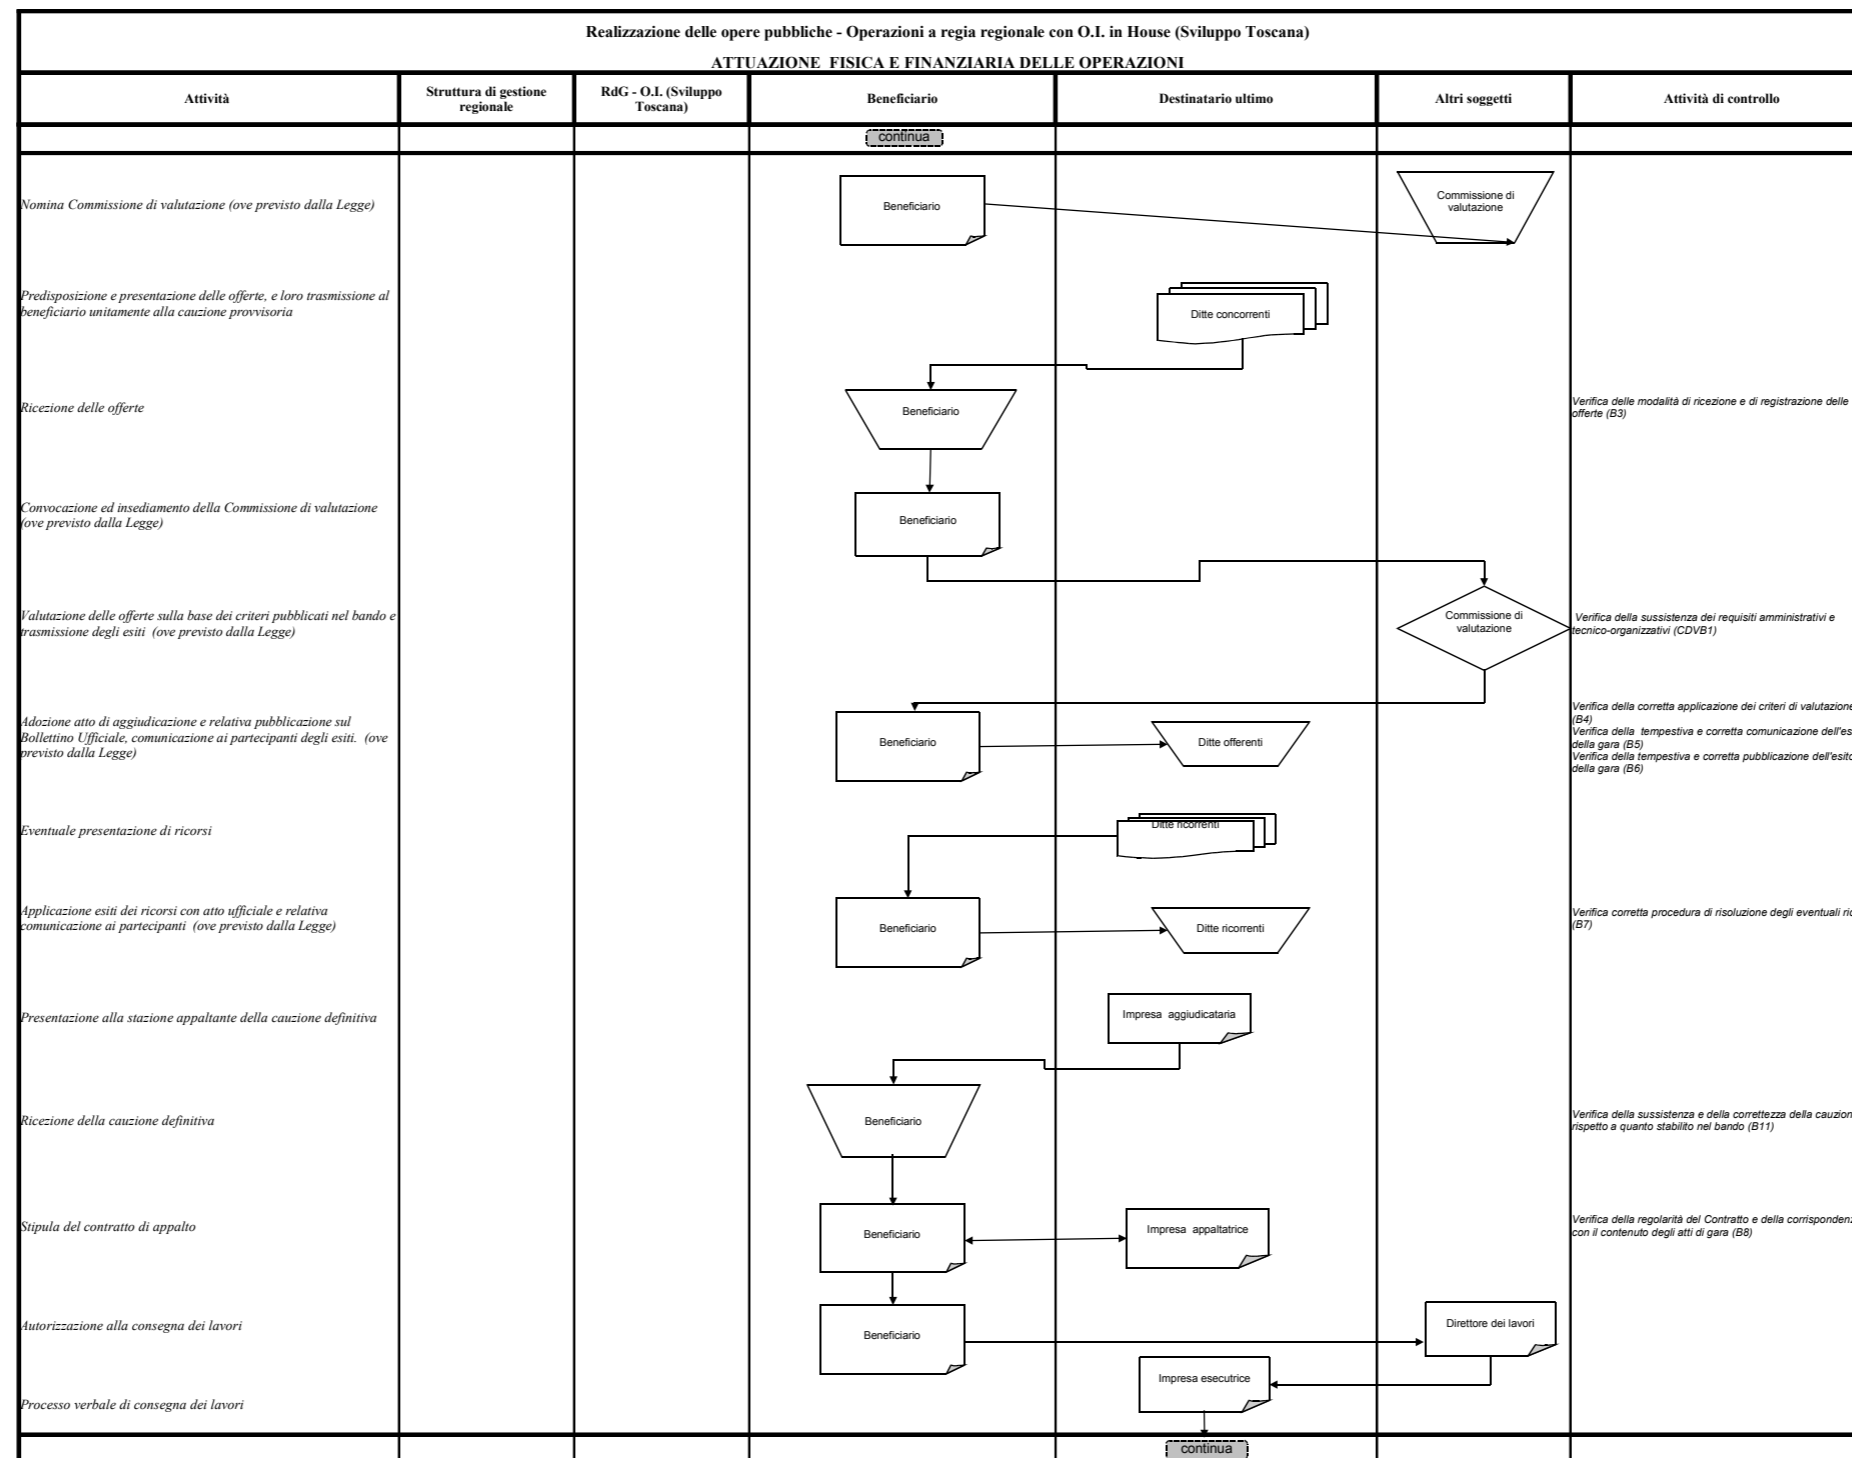 Realizzazione delle opere pubbliche - Operazioni a regia regionale con O.I. in House (Sviluppo Toscana)
ATTUAZIONE FISICA E FINANZIARIA DELLE OPERAZIONI
Attività
Struttura di gestione
regionale
RdG - O.I. (Sviluppo
Toscana)
Beneficiario
Destinatario ultimo
Altri soggetti
Attività di controllo
continua
Nomina Commissione di valutazione (ove previsto dalla Legge)
Beneficiario
Commissione di
valutazione
Predisposizione e presentazione delle offerte, e loro trasmissione al
beneficiario unitamente alla cauzione provvisoria
Ditte concorrenti
Ricezione delle offerte
Beneficiario
Verifica delle modalità di ricezione e di registrazione delle
offerte (B3)
Convocazione ed insediamento della Commissione di valutazione
(ove previsto dalla Legge)
Beneficiario
Valutazione delle offerte sulla base dei criteri pubblicati nel bando e
trasmissione degli esiti (ove previsto dalla Legge)
Commissione di
valutazione
Verifica della sussistenza dei requisiti amministrativi e
tecnico-organizzativi (CDVB1)
Adozione atto di aggiudicazione e relativa pubblicazione sul
Bollettino Ufficiale, comunicazione ai partecipanti degli esiti. (ove
previsto dalla Legge)
Beneficiario
Ditte offerenti
Verifica della corretta applicazione dei criteri di valutazione
(B4)
Verifica della tempestiva e corretta comunicazione dell'es
della gara (B5)
Verifica della tempestiva e corretta pubblicazione dell'esito
della gara (B6)
Eventuale presentazione di ricorsi
Ditte ricorrenti
Applicazione esiti dei ricorsi con atto ufficiale e relativa
comunicazione ai partecipanti (ove previsto dalla Legge)
Beneficiario
Ditte ricorrenti
Verifica corretta procedura di risoluzione degli eventuali ric
(B7)
Presentazione alla stazione appaltante della cauzione definitiva
Impresa aggiudicataria
Ricezione della cauzione definitiva
Beneficiario
Verifica della sussistenza e della correttezza della cauzion
rispetto a quanto stabilito nel bando (B11)
Stipula del contratto di appalto
Beneficiario
Impresa appaltatrice
Verifica della regolarità del Contratto e della corrispondenz
con il contenuto degli atti di gara (B8)
Autorizzazione alla consegna dei lavori
Beneficiario
Direttore dei lavori
Impresa esecutrice
Processo verbale di consegna dei lavori
continua